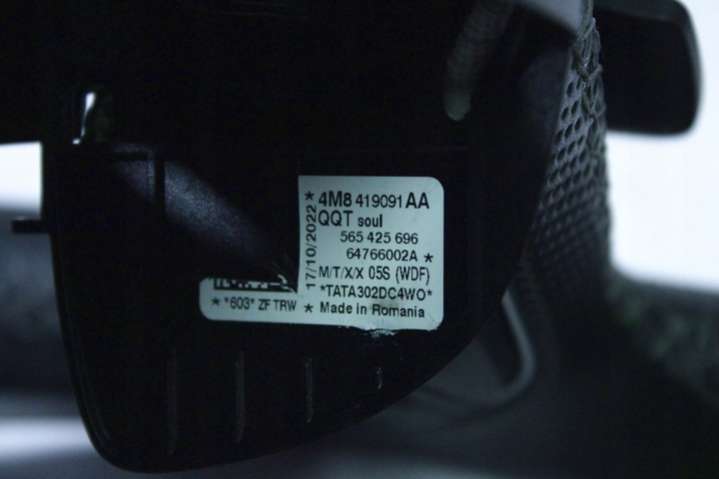 * 4M8 419091 AA
QQT soul
565 425 696
64766002A *
M/T/X/X 05S (WDF)
*TATA302DC4WO*
* *603* ZF TRW * Made in Romania
17/10/2022